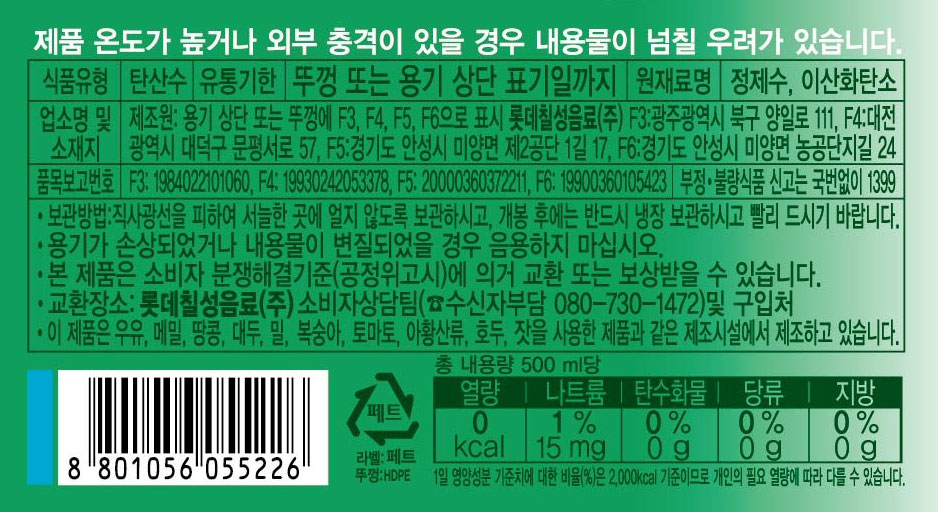 제품 온도가 높거나 외부 충격이 있을 경우 내용물이 넘칠 우려가 있습니다.
식품유형 탄산수 유통기한 뚜껑 또는 용기 상단 표기일까지 원재료명 정제수, 이산화탄소
업소명 및 소재지 제조원: 용기 상단 또는 뚜껑에 F3, F4, F5, F6으로 표시 롯데칠성음료(주) F3:광주광역시 북구 양일로 111, F4:대전
광역시 대덕구 문평서로 57, F5:경기도 안성시 미양면 제2공단 1길 17, F6:경기도 안성시 미양면 농공단지길 24
품목보고번호 F3: 1984022101060, F4: 19930242053378, F5: 20000360372211, F6: 19900360105423 부정•불량식품 신고는 국번없이 1399
• 보관방법:직사광선을 피하여 서늘한 곳에 얼지 않도록 보관하시고, 개봉 후에는 반드시 냉장 보관하시고 빨리 드시기 바랍니다.
• 용기가 손상되었거나 내용물이 변질되었을 경우 음용하지 마십시오.
• 본 제품은 소비자 분쟁해결기준(공정위고시)에 의거 교환 또는 보상받을 수 있습니다.
• 교환장소: 롯데칠성음료(주) 소비자상담팀(☎수신자부담 080-730-1472)및 구입처
• 이 제품은 우유, 메밀, 땅콩, 대두, 밀, 복숭아, 토마토, 아황산류, 호두, 잣을 사용한 제품과 같은 제조시설에서 제조하고 있습니다.
총 내용량 500 ml당
열량 나트륨 탄수화물 당류 지방
0 1 % 0 % 0 % 0 %
kcal 15 mg 0 g 0 g 0 g
1일 영양성분 기준치에 대한 비율(%)은 2,000kcal 기준이므로 개인의 필요 열량에 따라 다를 수 있습니다.
페트
라벨: 페트
뚜껑:HDPE
8 801056 055226